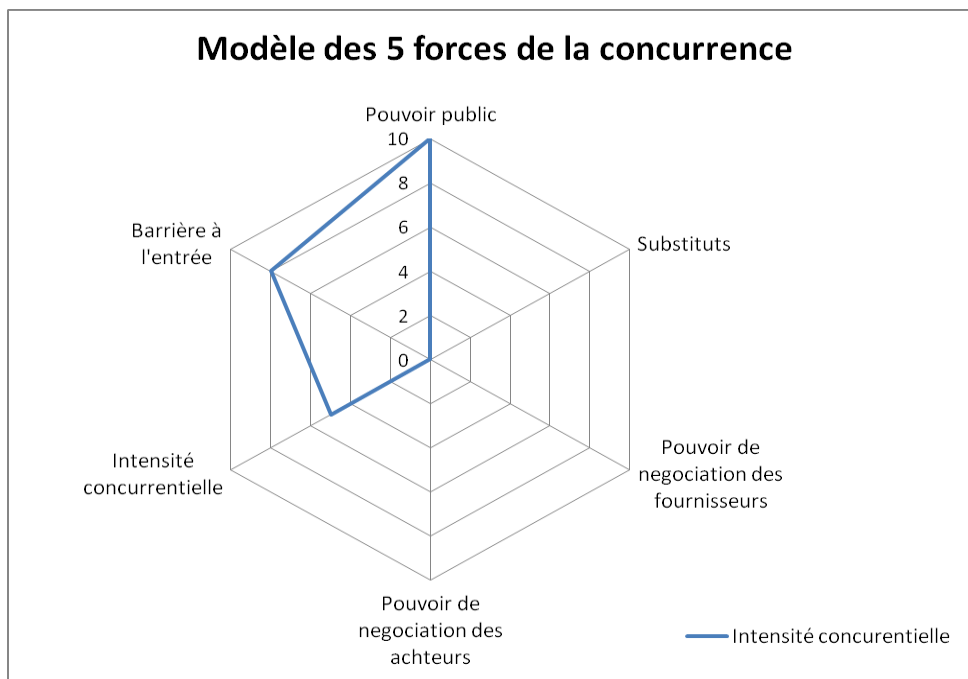 Modèle des 5 forces de la concurrence
Pouvoir public
10
8
6
4
2
0
Substituts
Pouvoir de
negociation des
fournisseurs
Pouvoir de
negociation des
achteurs
Intensité
concurrentielle
Barrière à
l'entrée
Intensité concurentielle